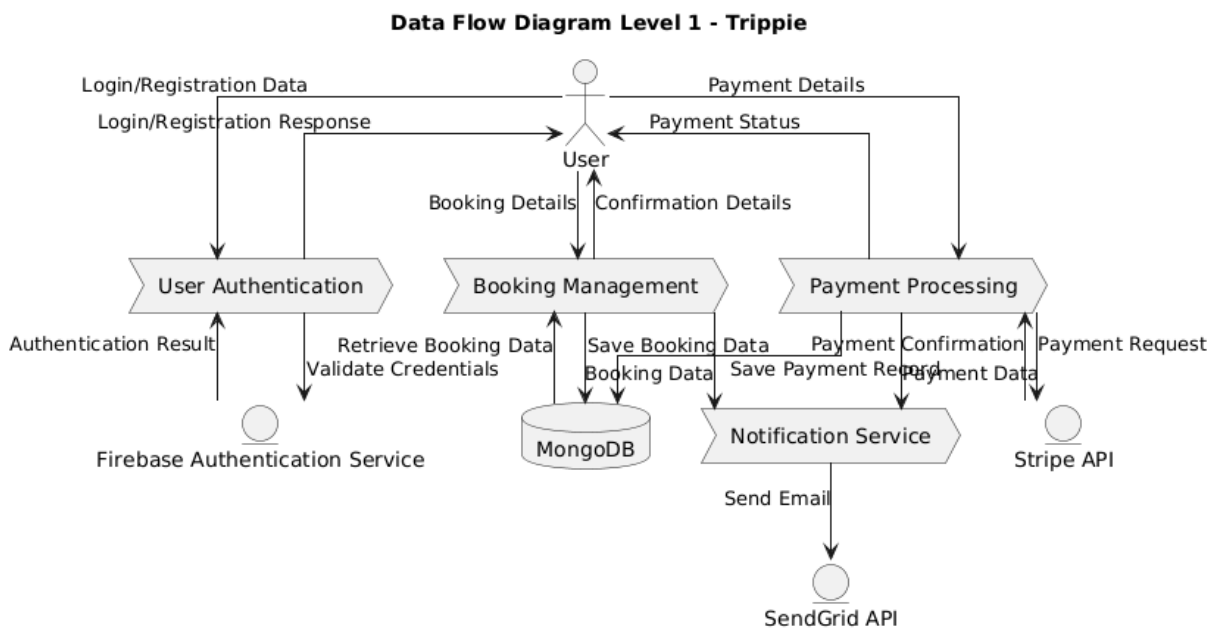 Data Flow Diagram Level 1 - Trippie
Login/Registration Data
Payment Details
Login/Registration Response
Payment Status
User
Booking Details
Confirmation Details
User Authentication
Booking Management
Payment Processing
Authentication Result
Retrieve Booking Data
Save Booking Data
Payment Confirmation
Payment Request
Validate Credentials
Booking Data
Save Payment Record
Payment Data
Firebase Authentication Service
MongoDB
Notification Service
Stripe API
Send Email
SendGrid API